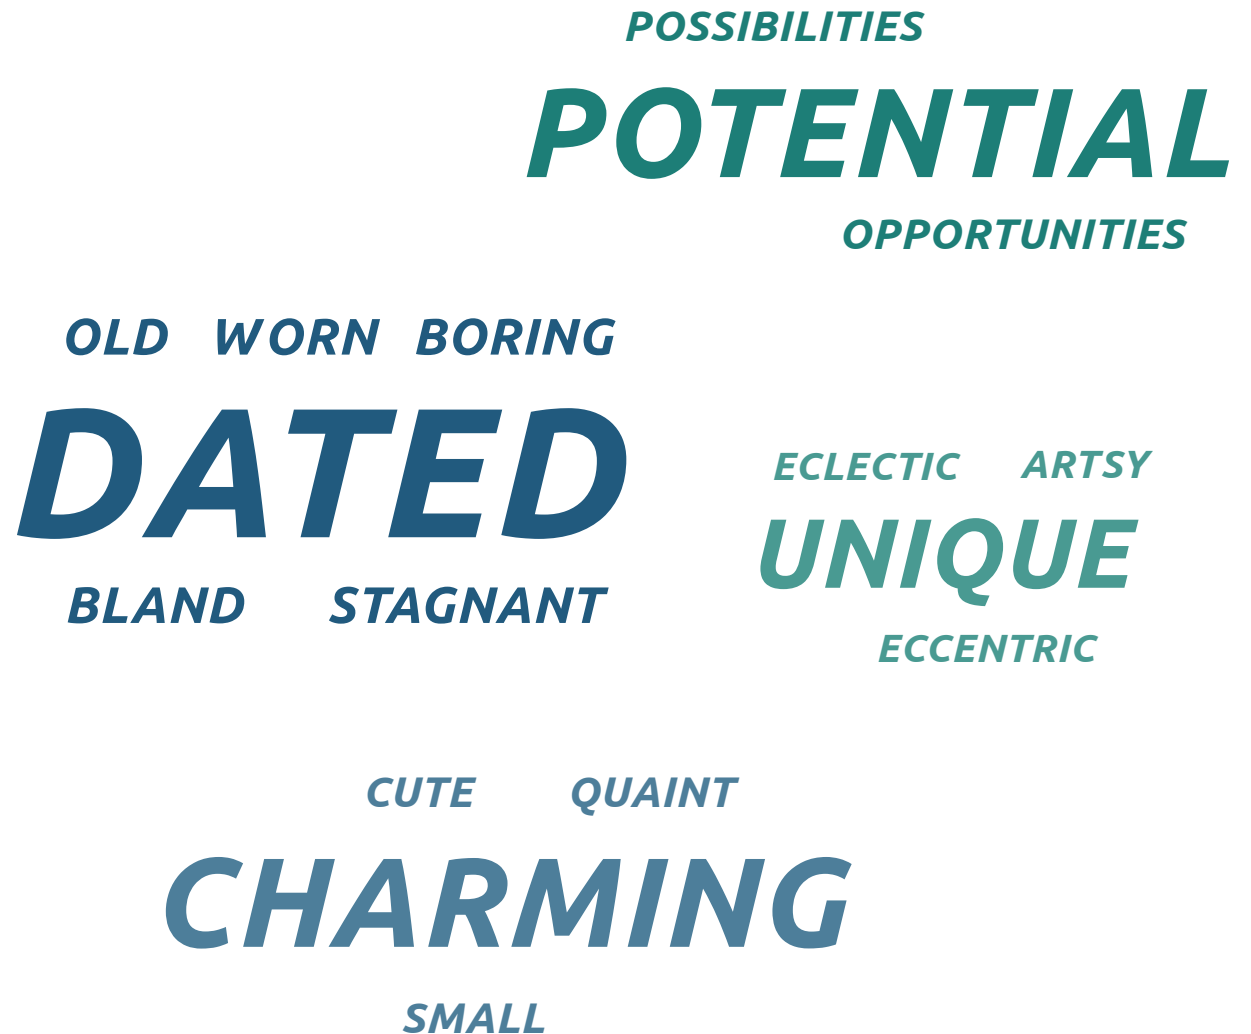 POSSIBILITIES
POTENTIAL
OPPORTUNITIES
OLD WORN BORING
DATED
BLAND STAGNANT
ECLECTIC ARTSY
UNIQUE
ECCENTRIC
CUTE QUAINT
CHARMING
SMALL